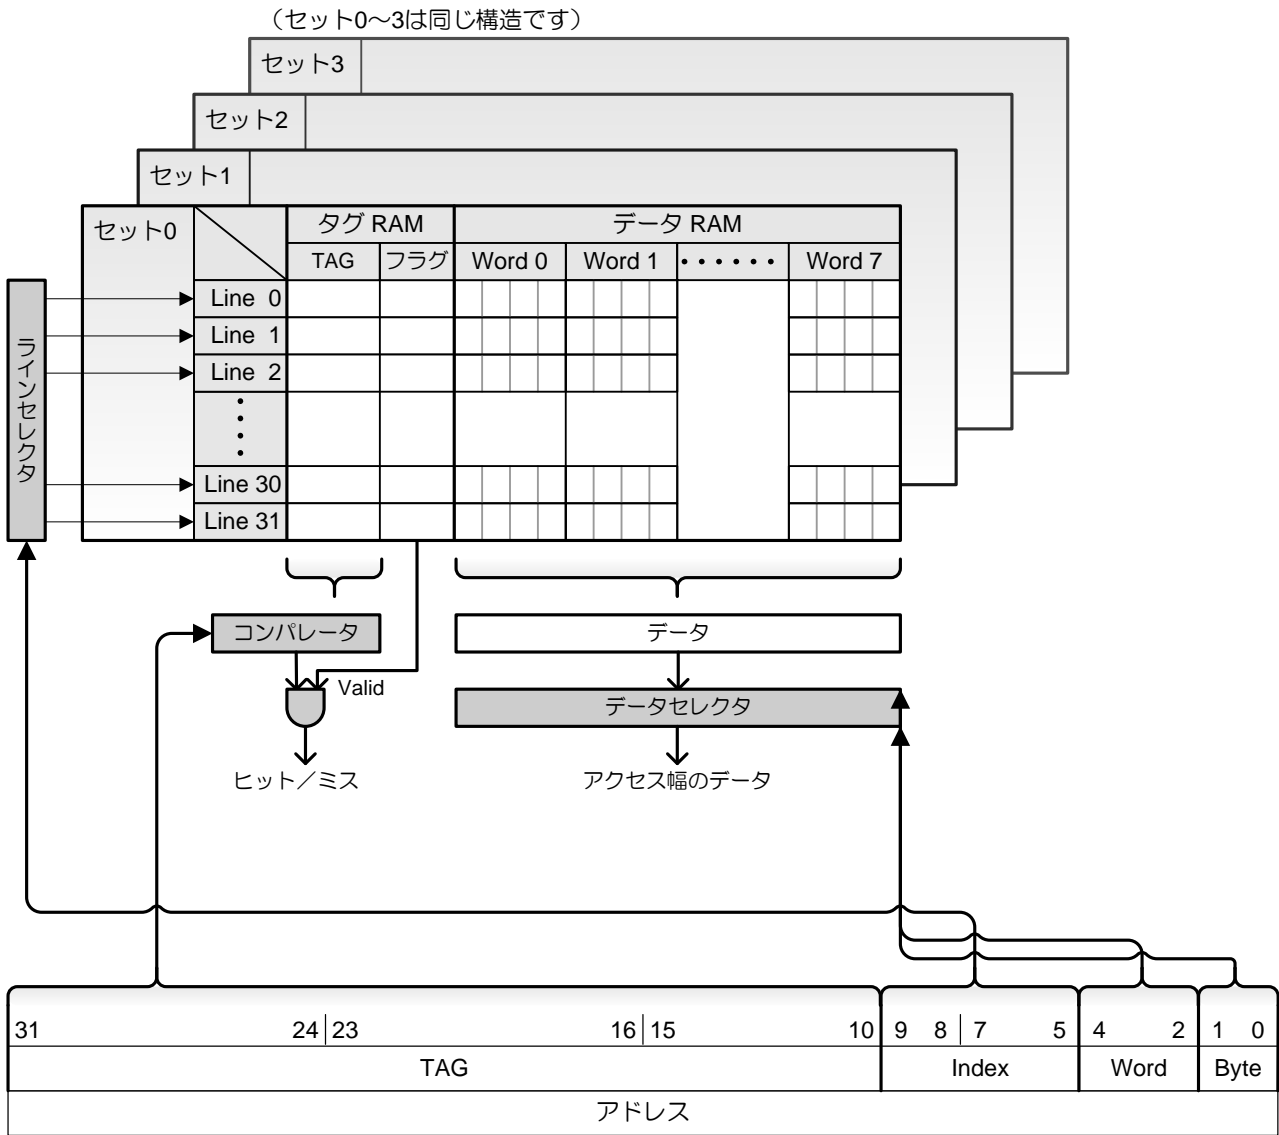 （セット0～3は同じ構造です）
セット3
セット2
セット1
セット0
タグ RAM
データ RAM
TAG
フラグ
Word 0
Word 1
・・・・・・
Word 7
Line 0
Line 1
Line 2
Line 30
Line 31
ラインセレクタ
コンパレータ
データ
Valid
データセレクタ
ヒット／ミス
アクセス幅のデータ
31 24 23 16 15 10 9 8 7 5 4 2 1 0
TAG Index Word Byte
アドレス